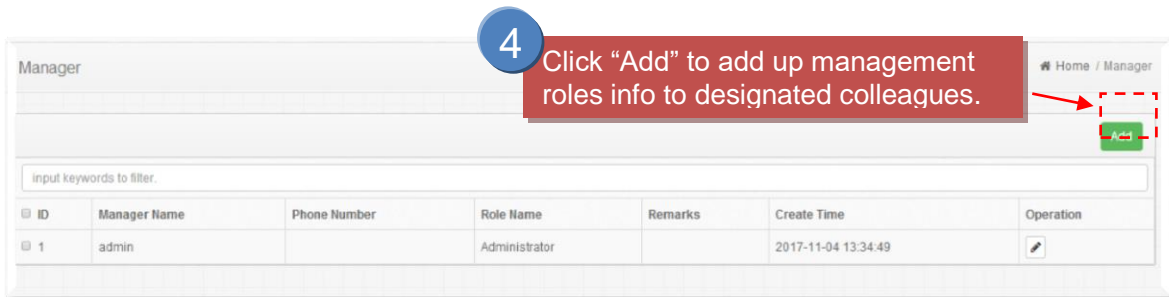 4
Click “Add” to add up management
roles info to designated colleagues.
Manager
Home / Manager
Add
input keywords to filter.
ID Manager Name Phone Number Role Name Remarks Create Time Operation
1 admin Administrator 2017-11-04 13:34:49